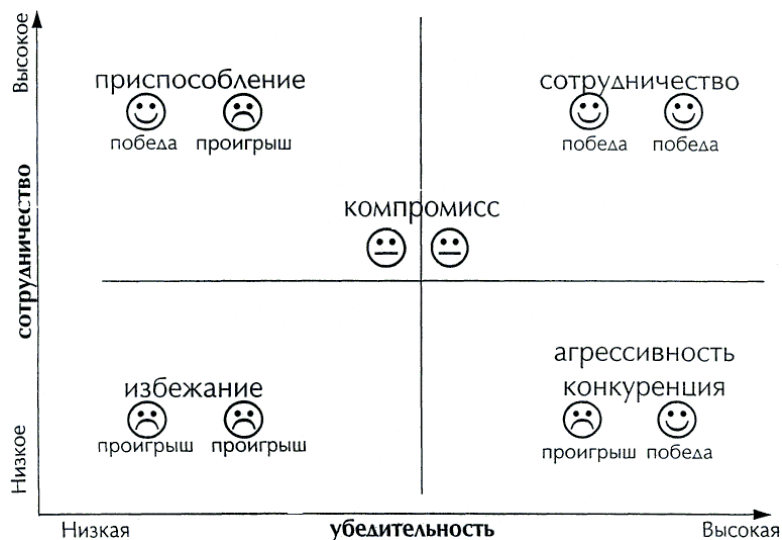 Высокое
приспособление
победа проигрыш
сотрудничество
победа победа
компромисс
сотрудничество
избежание
проигрыш проигрыш
агрессивность
конкуренция
проигрыш победа
Низкое
Низкая убедительность Высокая